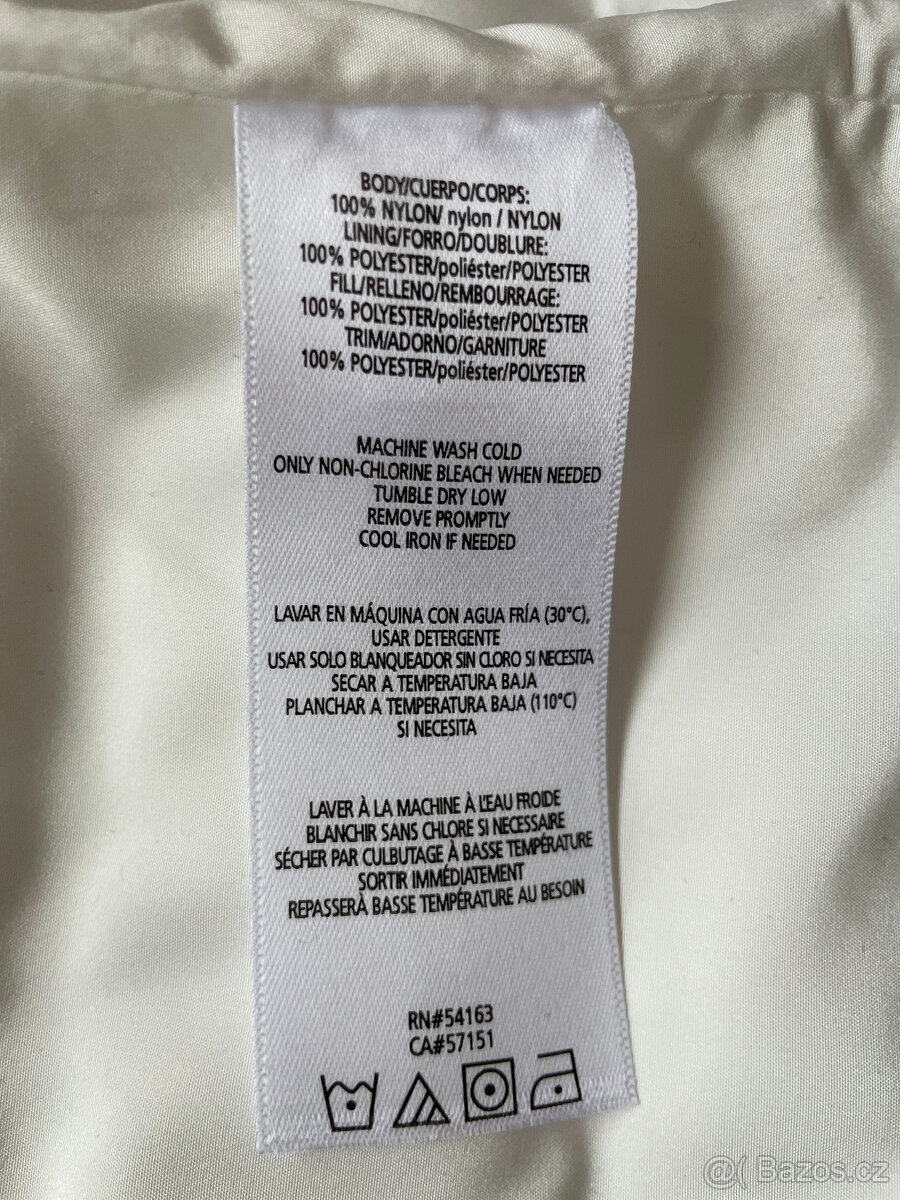 BODY/CUERPO/CORPS:
100% NYLON/ nylon / NYLON
LINING/FORRO/DOUBLURE:
100% POLYESTER/poliéster/POLYESTER
FILL/RELLENO/REMBOURRAGE:
100% POLYESTER/poliéster/POLYESTER
TRIM/ADORNO/GARNITURE
100% POLYESTER/poliéster/POLYESTER
MACHINE WASH COLD
ONLY NON-CHLORINE BLEACH WHEN NEEDED
TUMBLE DRY LOW
REMOVE PROMPTLY
COOL IRON IF NEEDED
LAVAR EN MÁQUINA CON AGUA FRÍA (30°C),
USAR DETERGENTE
USAR SOLO BLANQUEADOR SIN CLORO SI NECESITA
SECAR A TEMPERATURA BAJA
PLANCHAR A TEMPERATURA BAJA (110°C)
SI NECESITA
LAVER À LA MACHINE À L'EAU FROIDE
BLANCHIR SANS CHLORE SI NECESSAIRE
SÉCHER PAR CULBUTAGE À BASSE TEMPÉRATURE
SORTIR IMMÉDIATEMENT
REPASSERÀ BASSE TEMPÉRATURE AU BESOIN
RN#54163
CA#57151
@( Bazos.cz